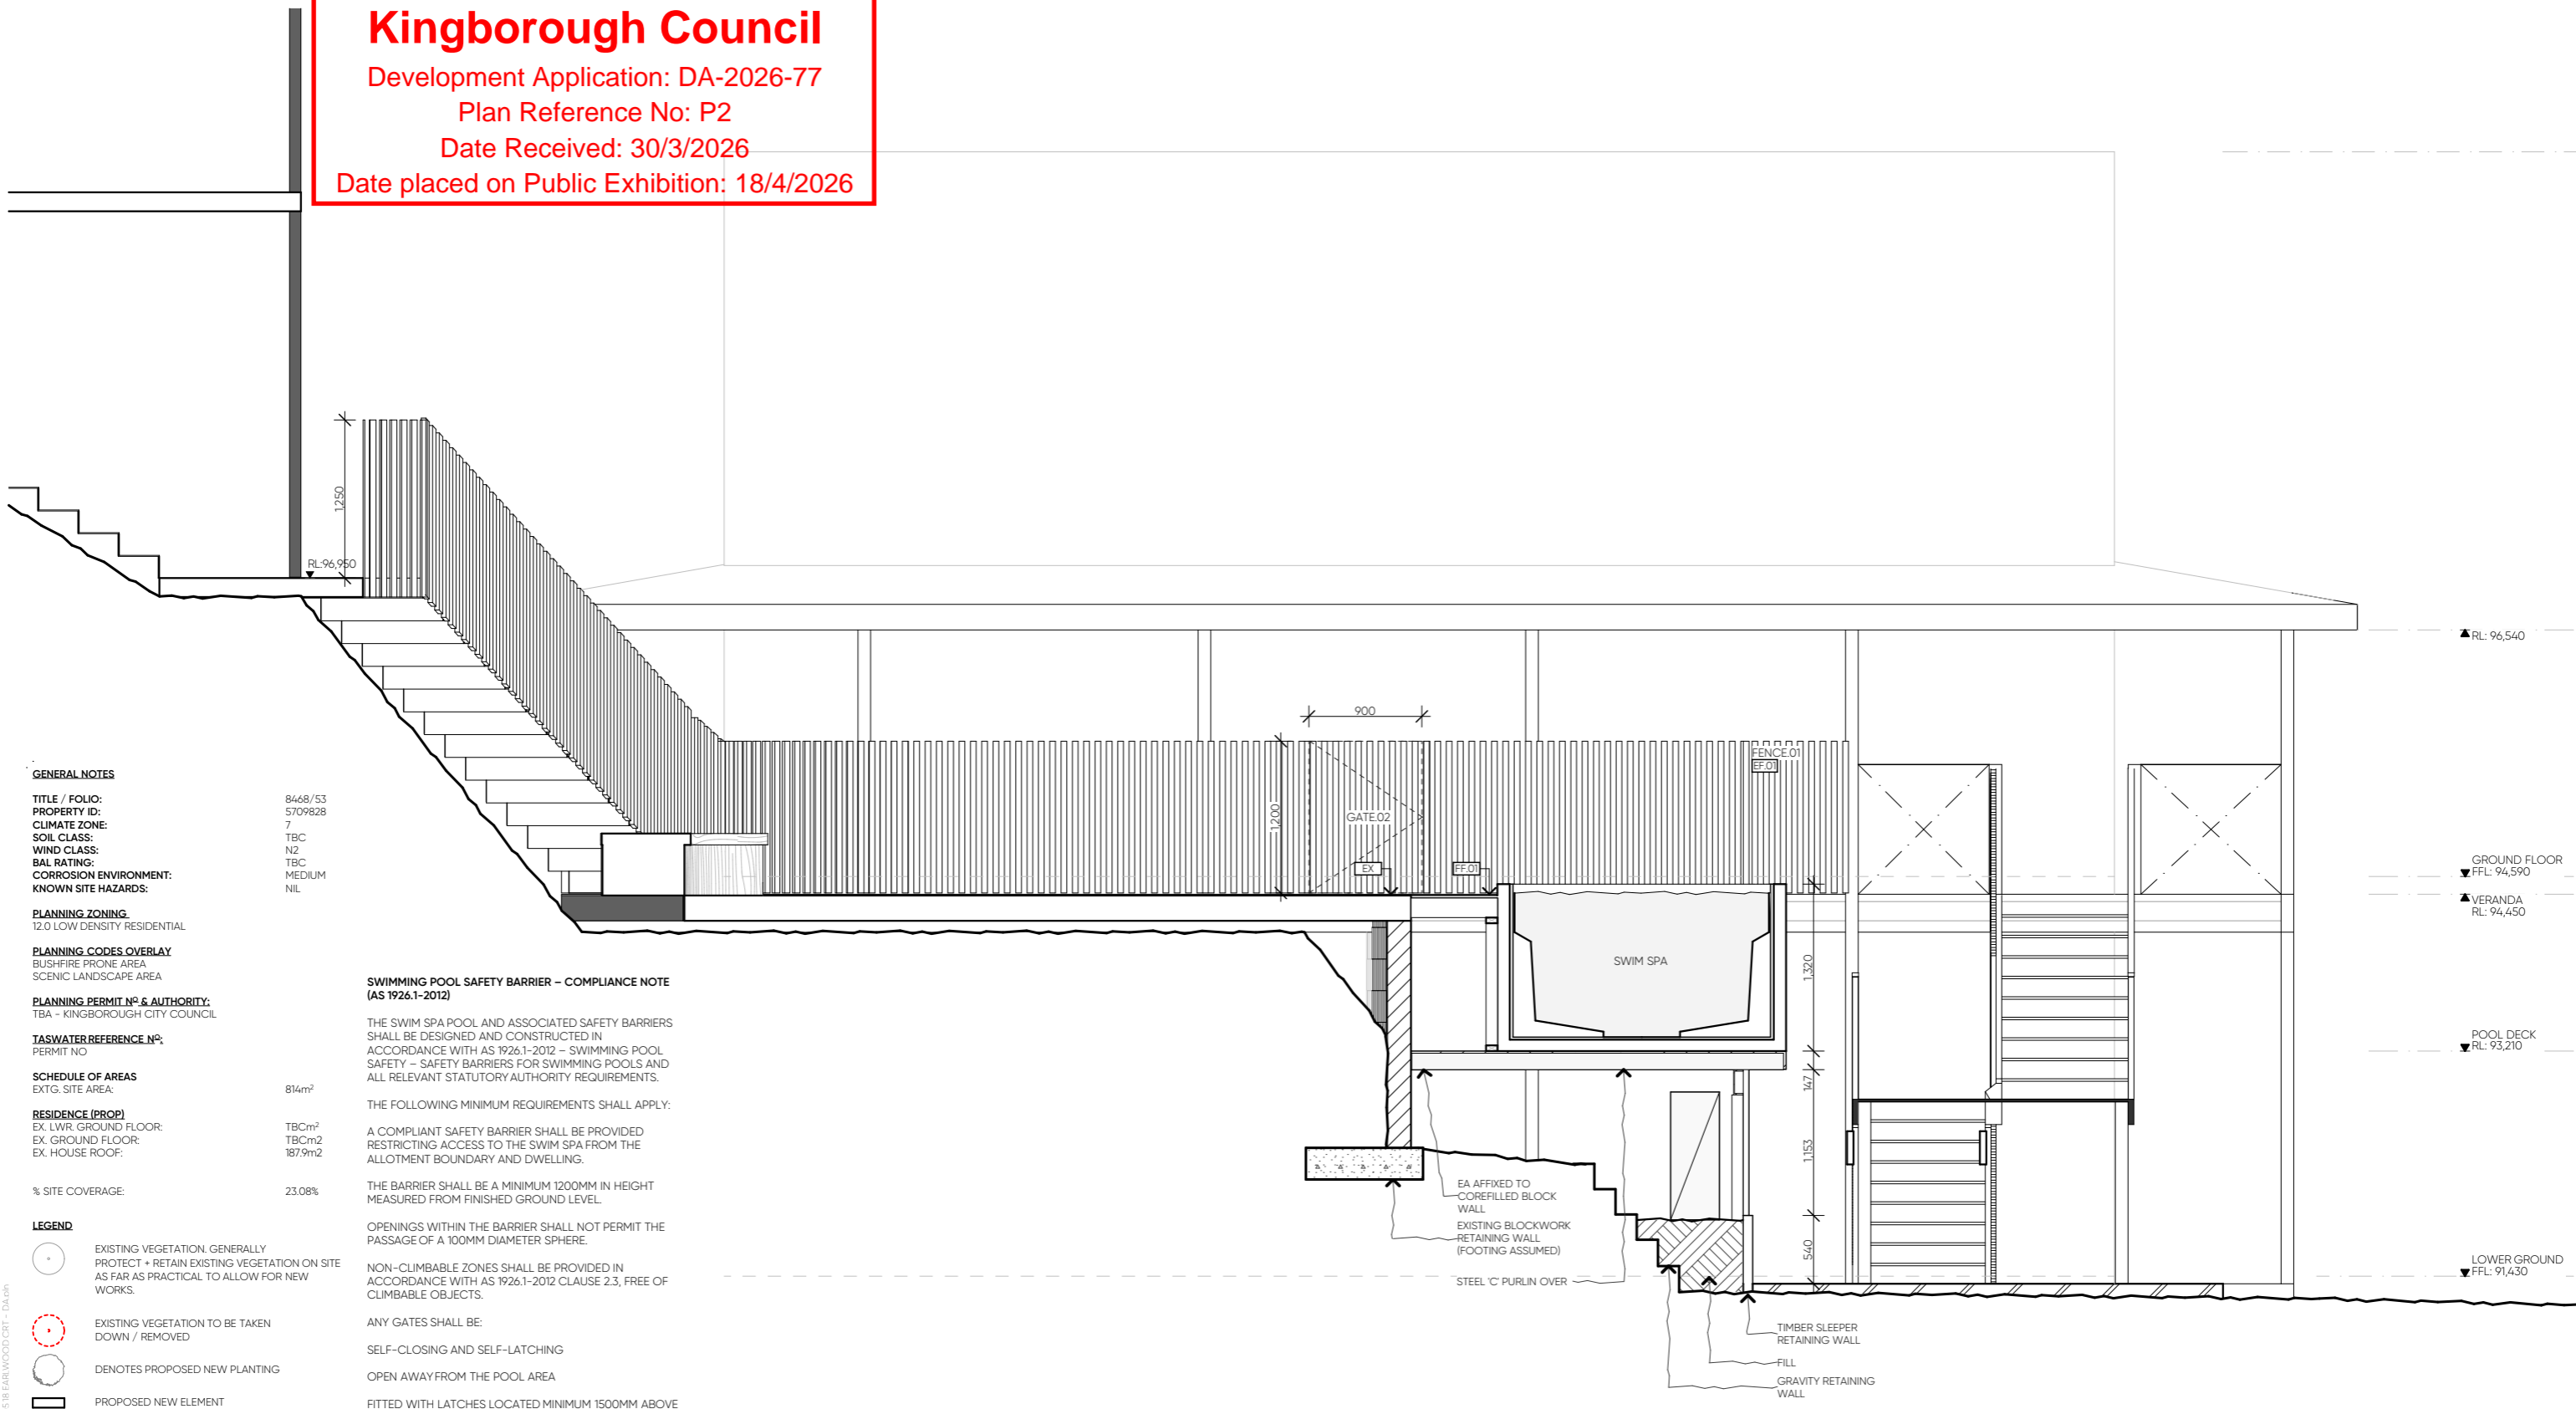 Kingborough Council
Development Application: DA-2026-77
Plan Reference No: P2
Date Received: 30/3/2026
Date placed on Public Exhibition: 18/4/2026
1,250
RL:96,950
RL: 96,540
900
FENCE.01
EF.01
1,200
GATE.02
EX
FF.01
GROUND FLOOR
FFL: 94,590
VERANDA
RL: 94,450
SWIM SPA
1,320
POOL DECK
RL: 93,210
147
1,153
540
LOWER GROUND
FFL: 91,430
EA AFFIXED TO
COREFILLED BLOCK
WALL
EXISTING BLOCKWORK
RETAINING WALL
(FOOTING ASSUMED)
STEEL 'C' PURLIN OVER
TIMBER SLEEPER
RETAINING WALL
FILL
GRAVITY RETAINING
WALL
GENERAL NOTES
TITLE / FOLIO: 8468/53
PROPERTY ID: 5709828
CLIMATE ZONE: 7
SOIL CLASS: TBC
WIND CLASS: N2
BAL RATING: TBC
CORROSION ENVIRONMENT: MEDIUM
KNOWN SITE HAZARDS: NIL
PLANNING ZONING
12.0 LOW DENSITY RESIDENTIAL
PLANNING CODES OVERLAY
BUSHFIRE PRONE AREA
SCENIC LANDSCAPE AREA
PLANNING PERMIT Nº & AUTHORITY:
TBA - KINGBOROUGH CITY COUNCIL
TASWATER REFERENCE Nº:
PERMIT NO
SCHEDULE OF AREAS
EXTG. SITE AREA: 814m²
RESIDENCE (PROP)
EX. LWR. GROUND FLOOR: TBCm²
EX. GROUND FLOOR: TBCm2
EX. HOUSE ROOF: 187.9m2
% SITE COVERAGE: 23.08%
LEGEND
EXISTING VEGETATION. GENERALLY
PROTECT + RETAIN EXISTING VEGETATION ON SITE
AS FAR AS PRACTICAL TO ALLOW FOR NEW
WORKS.
EXISTING VEGETATION TO BE TAKEN
DOWN / REMOVED
DENOTES PROPOSED NEW PLANTING
PROPOSED NEW ELEMENT
SWIMMING POOL SAFETY BARRIER – COMPLIANCE NOTE
(AS 1926.1-2012)
THE SWIM SPA POOL AND ASSOCIATED SAFETY BARRIERS
SHALL BE DESIGNED AND CONSTRUCTED IN
ACCORDANCE WITH AS 1926.1-2012 – SWIMMING POOL
SAFETY – SAFETY BARRIERS FOR SWIMMING POOLS AND
ALL RELEVANT STATUTORY AUTHORITY REQUIREMENTS.
THE FOLLOWING MINIMUM REQUIREMENTS SHALL APPLY:
A COMPLIANT SAFETY BARRIER SHALL BE PROVIDED
RESTRICTING ACCESS TO THE SWIM SPA FROM THE
ALLOTMENT BOUNDARY AND DWELLING.
THE BARRIER SHALL BE A MINIMUM 1200MM IN HEIGHT
MEASURED FROM FINISHED GROUND LEVEL.
OPENINGS WITHIN THE BARRIER SHALL NOT PERMIT THE
PASSAGE OF A 100MM DIAMETER SPHERE.
NON-CLIMBABLE ZONES SHALL BE PROVIDED IN
ACCORDANCE WITH AS 1926.1-2012 CLAUSE 2.3, FREE OF
CLIMBABLE OBJECTS.
ANY GATES SHALL BE:
SELF-CLOSING AND SELF-LATCHING
OPEN AWAY FROM THE POOL AREA
FITTED WITH LATCHES LOCATED MINIMUM 1500MM ABOVE
5 18 EARLWOOD CRT - DA.pln